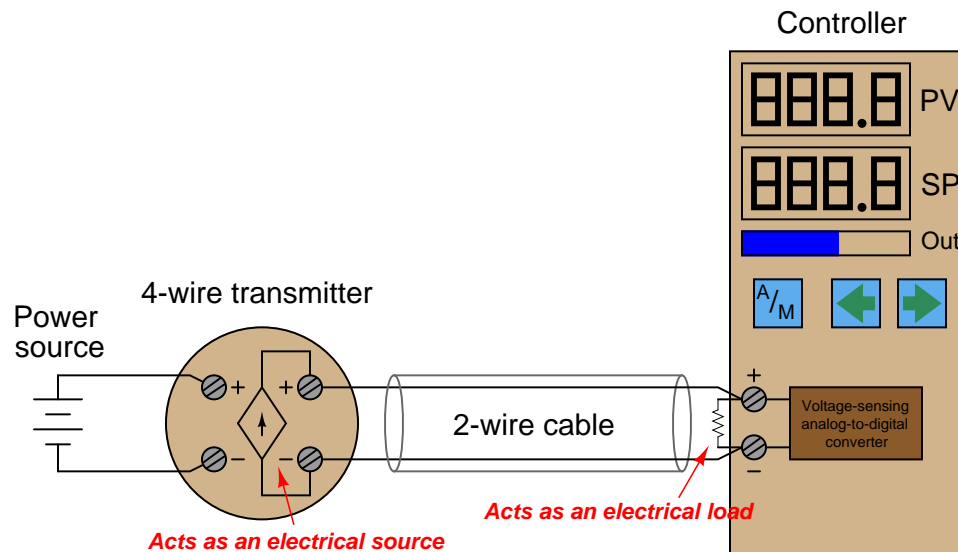 Controller
888.8 PV
888.8 SP
Out
A/M
4-wire transmitter
Power
source
+ + +
2-wire cable
Voltage-sensing
analog-to-digital
converter
- - -
Acts as an electrical load
Acts as an electrical source